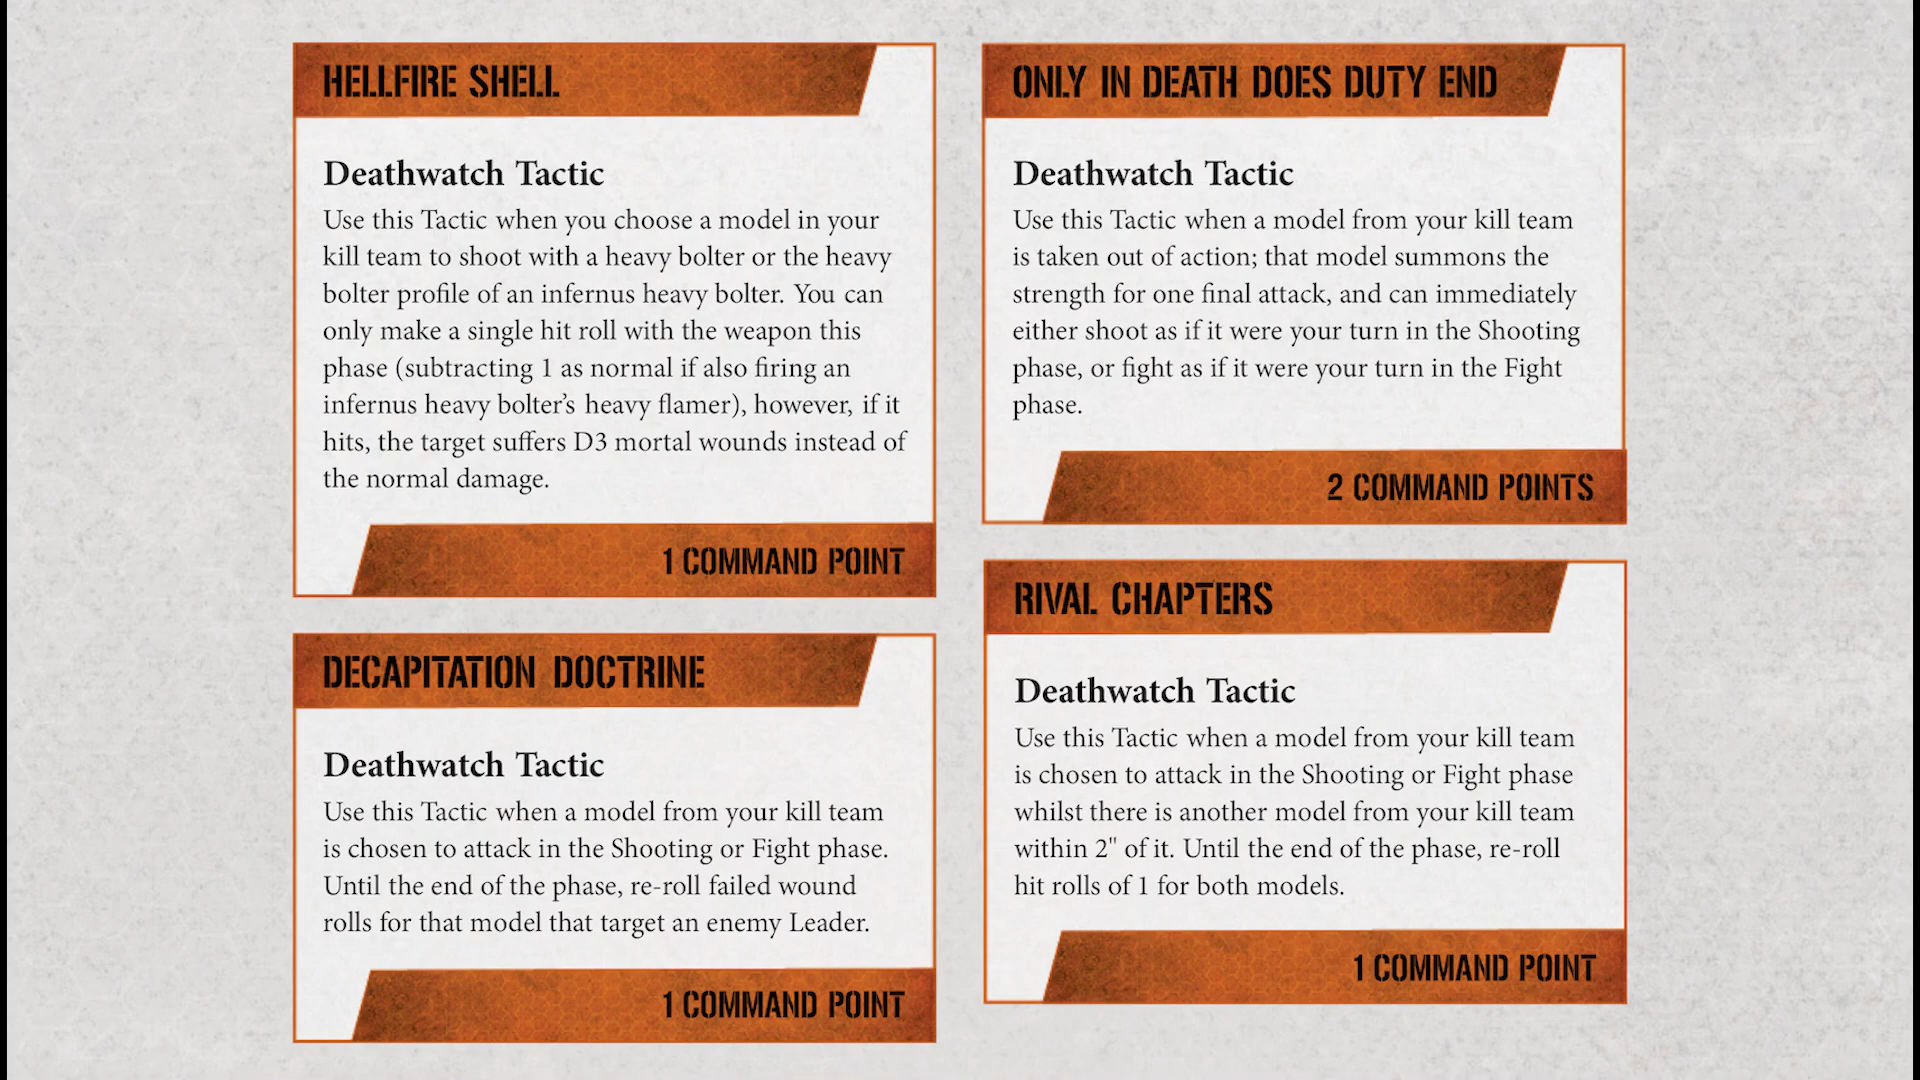 HELLFIRE SHELL
Deathwatch Tactic
Use this Tactic when you choose a model in your
kill team to shoot with a heavy bolter or the heavy
bolter profile of an infernus heavy bolter. You can
only make a single hit roll with the weapon this
phase (subtracting 1 as normal if also firing an
infernus heavy bolter’s heavy flamer), however, if it
hits, the target suffers D3 mortal wounds instead of
the normal damage.
1 COMMAND POINT
DECAPITATION DOCTRINE
Deathwatch Tactic
Use this Tactic when a model from your kill team
is chosen to attack in the Shooting or Fight phase.
Until the end of the phase, re-roll failed wound
rolls for that model that target an enemy Leader.
1 COMMAND POINT
ONLY IN DEATH DOES DUTY END
Deathwatch Tactic
Use this Tactic when a model from your kill team
is taken out of action; that model summons the
strength for one final attack, and can immediately
either shoot as if it were your turn in the Shooting
phase, or fight as if it were your turn in the Fight
phase.
2 COMMAND POINTS
RIVAL CHAPTERS
Deathwatch Tactic
Use this Tactic when a model from your kill team
is chosen to attack in the Shooting or Fight phase
whilst there is another model from your kill team
within 2" of it. Until the end of the phase, re-roll
hit rolls of 1 for both models.
1 COMMAND POINT